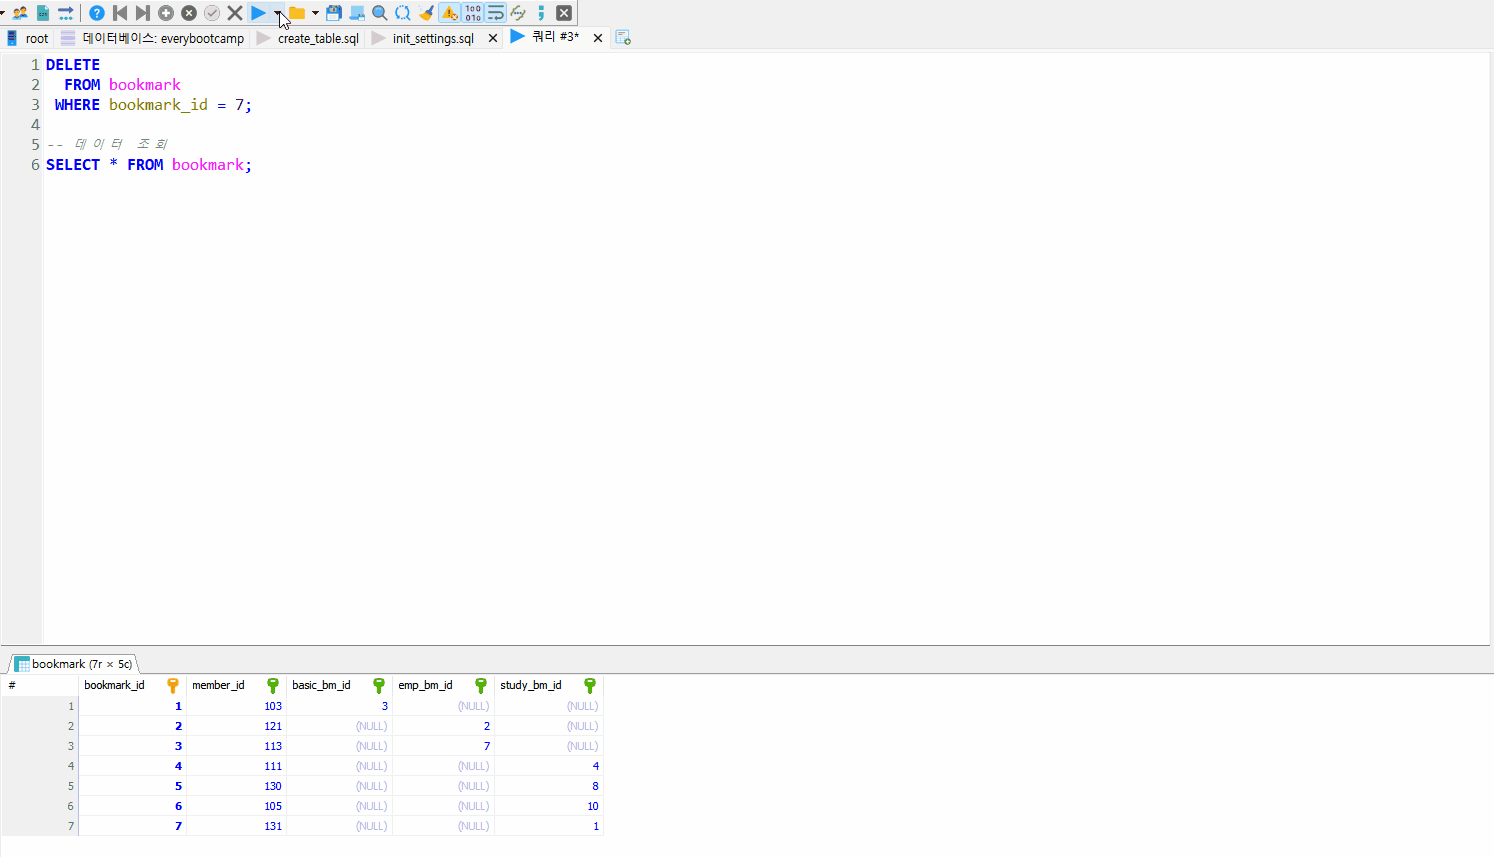 root 데이터베이스: everybootcamp create_table.sql init_settings.sql 쿼리 #3*
1 DELETE
2 FROM bookmark
3 WHERE bookmark_id = 7;
4
5 -- 데이터 조회
6 SELECT * FROM bookmark;
bookmark (7r × 5c)
# bookmark_id member_id basic_bm_id emp_bm_id study_bm_id
1 1 103 3 (NULL) (NULL)
2 2 121 (NULL) 2 (NULL)
3 3 113 (NULL) 7 (NULL)
4 4 111 (NULL) (NULL) 4
5 5 130 (NULL) (NULL) 8
6 6 105 (NULL) (NULL) 10
7 7 131 (NULL) (NULL) 1